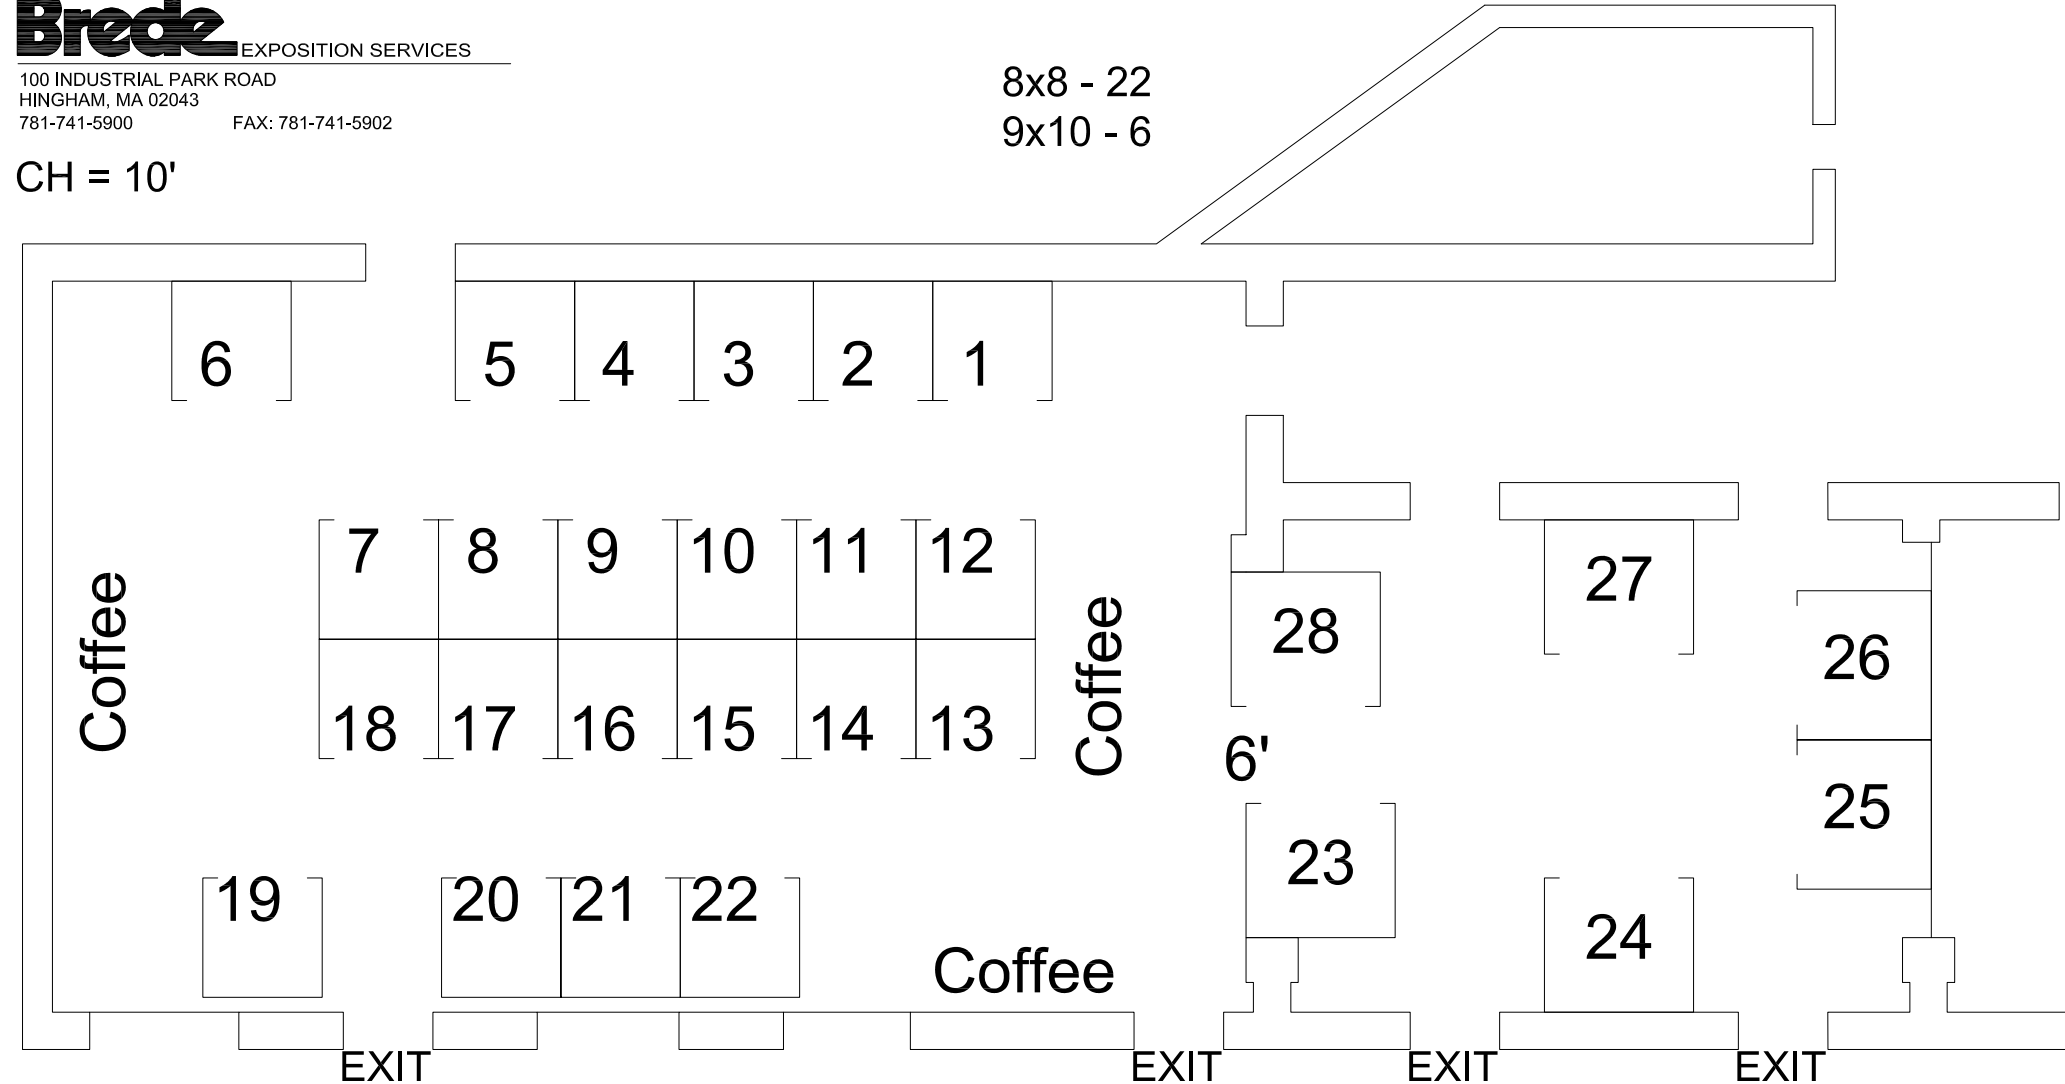 Brede EXPOSITION SERVICES
100 INDUSTRIAL PARK ROAD
HINGHAM, MA 02043
781-741-5900 FAX: 781-741-5902
CH = 10'
8x8 - 22
9x10 - 6
6 5 4 3 2 1
7 8 9 10 11 12
27
28
26
Coffee
Coffee
18 17 16 15 14 13
6'
25
23
19 20 21 22
24
Coffee
EXIT EXIT EXIT EXIT